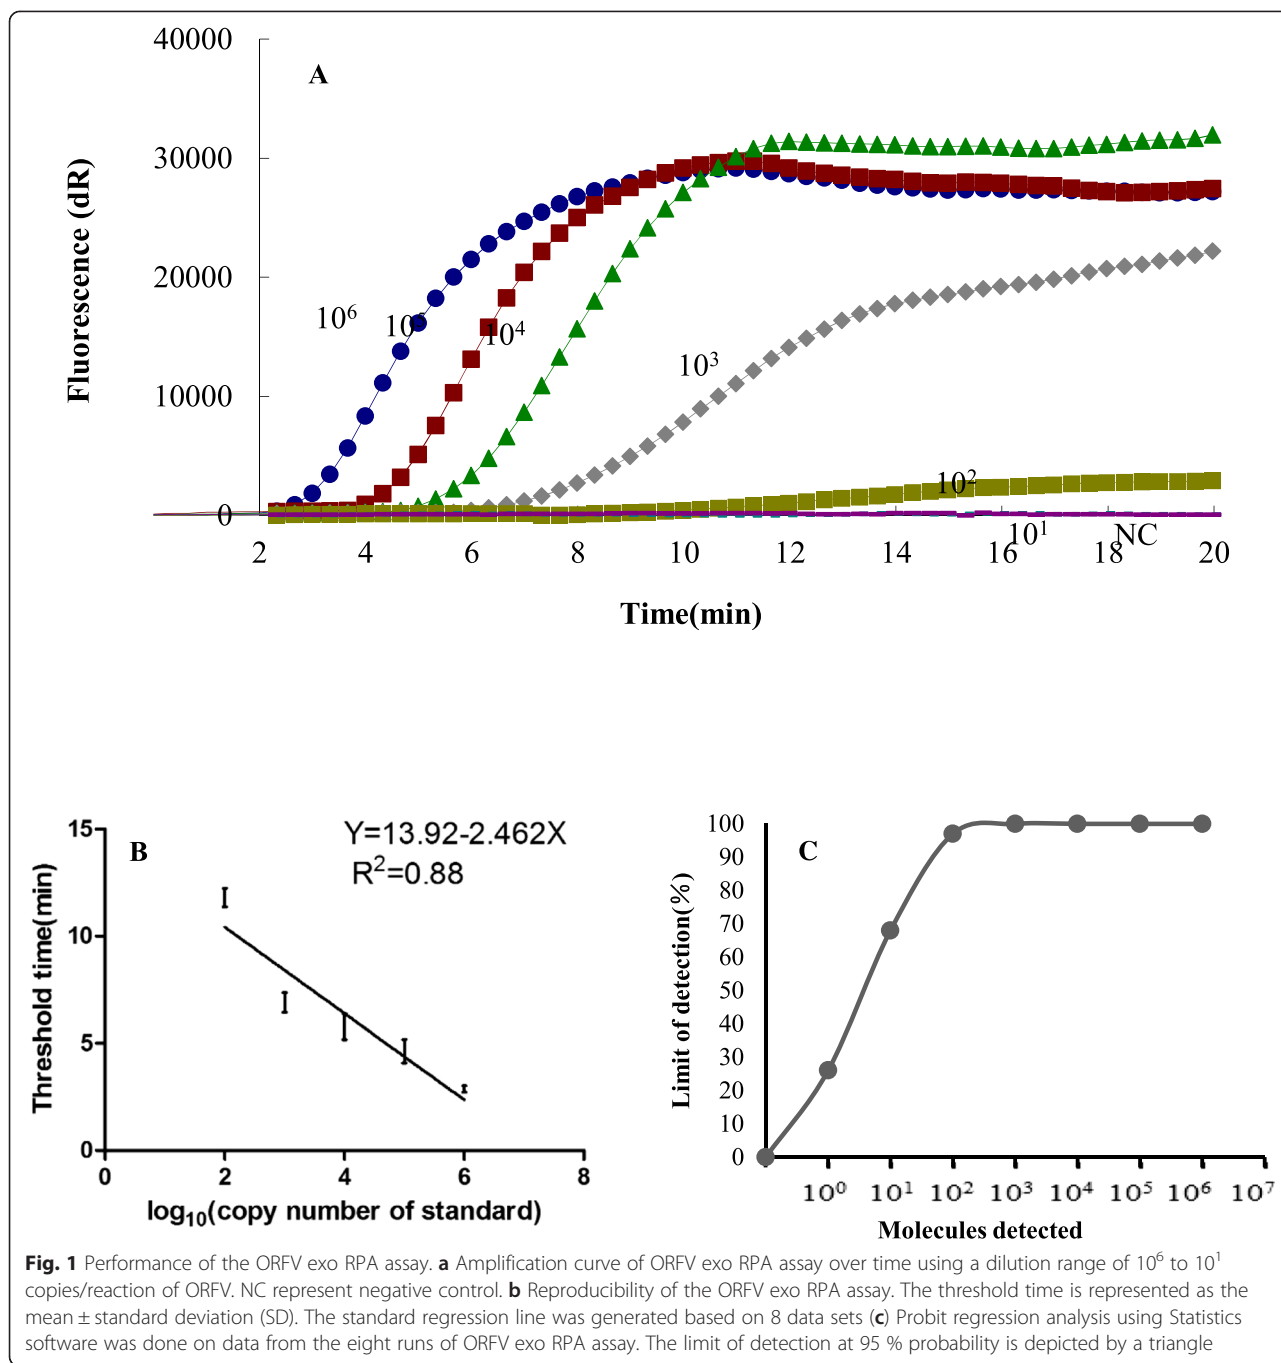 40000
A
30000
20000
10000
0
Fluorescence (dR)
10⁶
10⁵
10⁴
10³
10²
10¹
NC
2 4 6 8 10 12 14 16 18 20
Time(min)
15
10
5
0
Threshold time(min)
B
Y=13.92-2.462X
R²=0.88
0 2 4 6 8
log₁₀(copy number of standard)
100
90
80
70
60
50
40
30
20
10
0
Limit of detection(%)
C
10⁰ 10¹ 10² 10³ 10⁴ 10⁵ 10⁶ 10⁷
Molecules detected
Fig. 1 Performance of the ORFV exo RPA assay. a Amplification curve of ORFV exo RPA assay over time using a dilution range of 10⁶ to 10¹
copies/reaction of ORFV. NC represent negative control. b Reproducibility of the ORFV exo RPA assay. The threshold time is represented as the
mean ± standard deviation (SD). The standard regression line was generated based on 8 data sets (c) Probit regression analysis using Statistics
software was done on data from the eight runs of ORFV exo RPA assay. The limit of detection at 95 % probability is depicted by a triangle